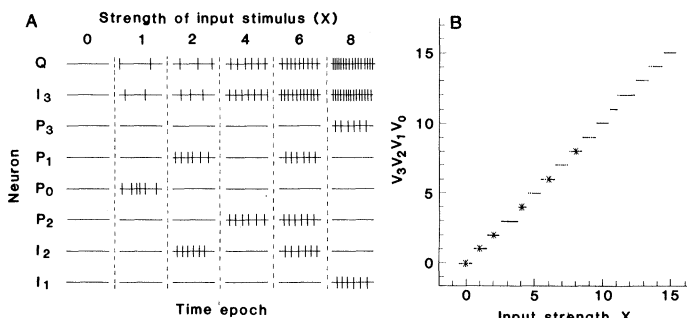 A
Strength of input stimulus (X)
0 1 2 4 6 8
Q
I3
P3
P1
P0
P2
I2
I1
Neuron
Time epoch
B
15
10
5
0
V3V2V1V0
0 5 10 15
Input strength X